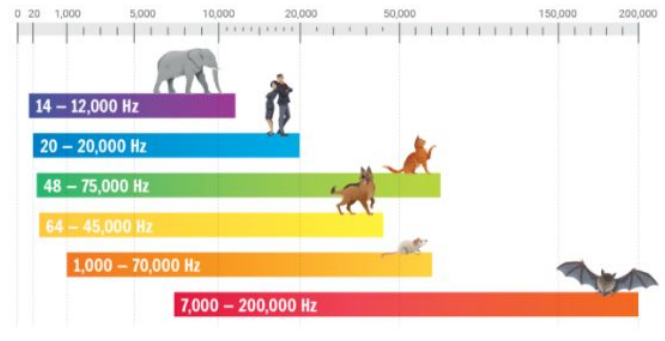 0 20 1,000 5,000 10,000 20,000 50,000 150,000 200,000
14 – 12,000 Hz
20 – 20,000 Hz
48 – 75,000 Hz
64 – 45,000 Hz
1,000 – 70,000 Hz
7,000 – 200,000 Hz